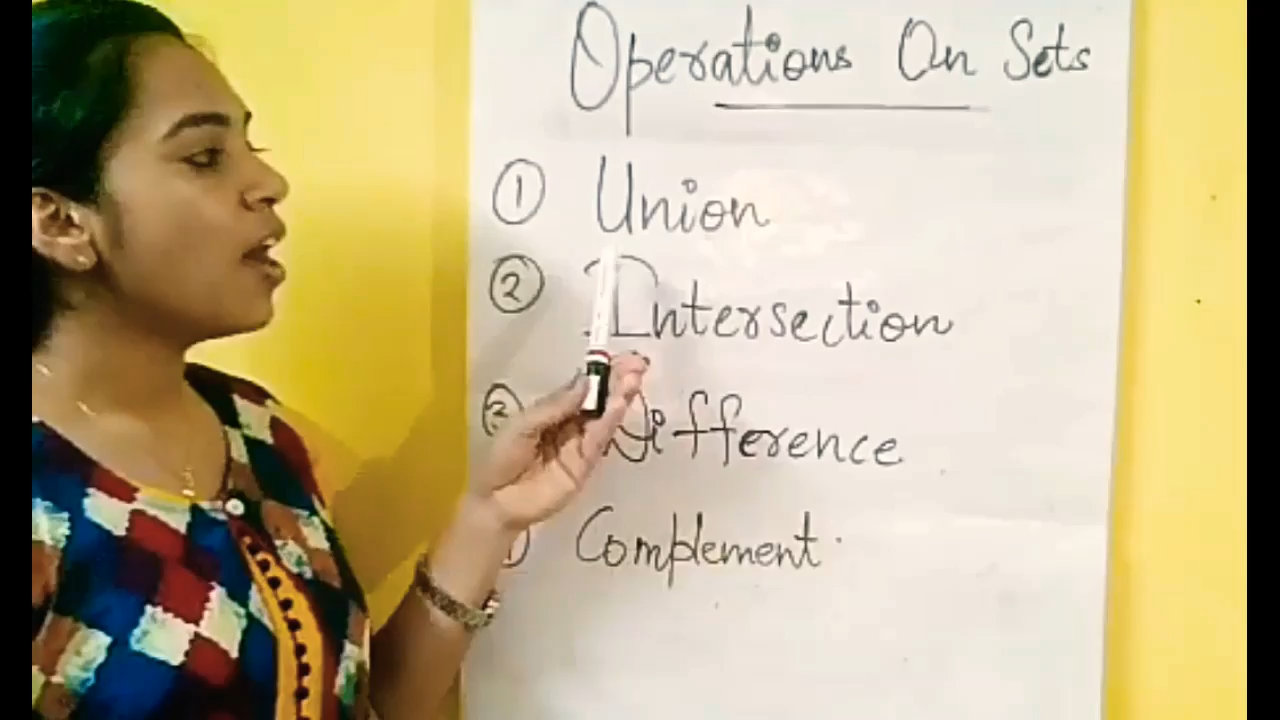 Operations On Sets
① Union
② Intersection
Difference
Complement.